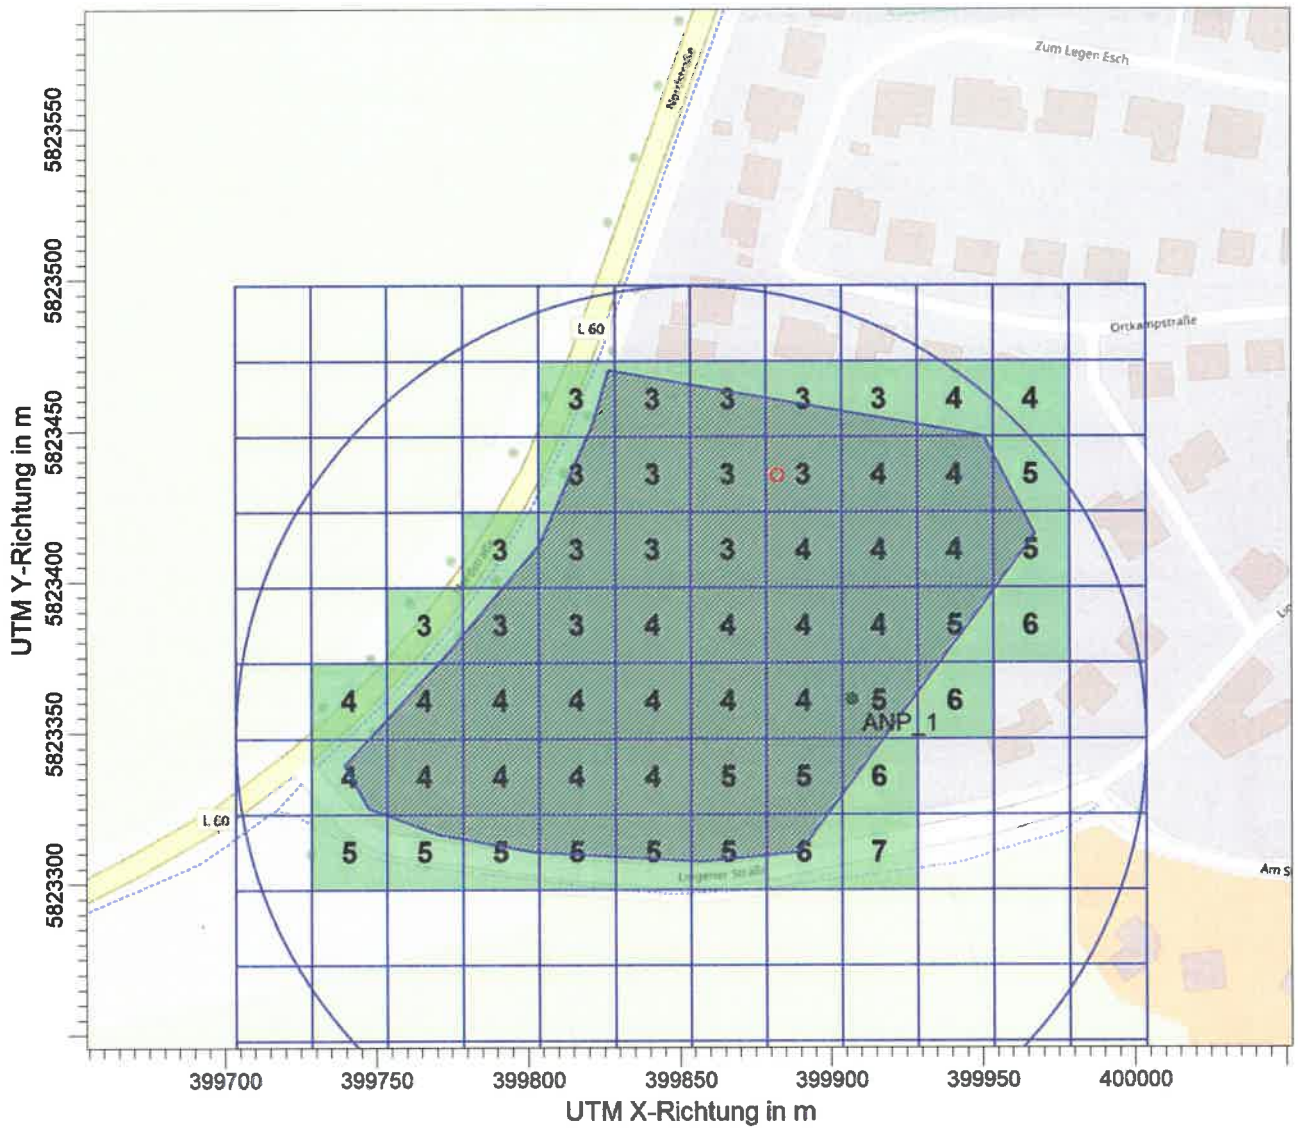 Zum Legen Esch
Nordstraße
5823550
5823500
5823450
5823400
5823350
5823300
UTM Y-Richtung in m
Ortkampstraße
L 60
3 3 3 3 3 4 4
3 3 3 3 4 4 5
3 3 3 3 4 4 4 5
3 3 3 4 4 4 4 5 6
4 4 4 4 4 4 4 5 6
ANP_1
4 4 4 4 4 5 5 6
L 60
5 5 5 5 5 5 6 7
Lingener Straße
Am S
399700 399750 399800 399850 399900 399950 400000
UTM X-Richtung in m